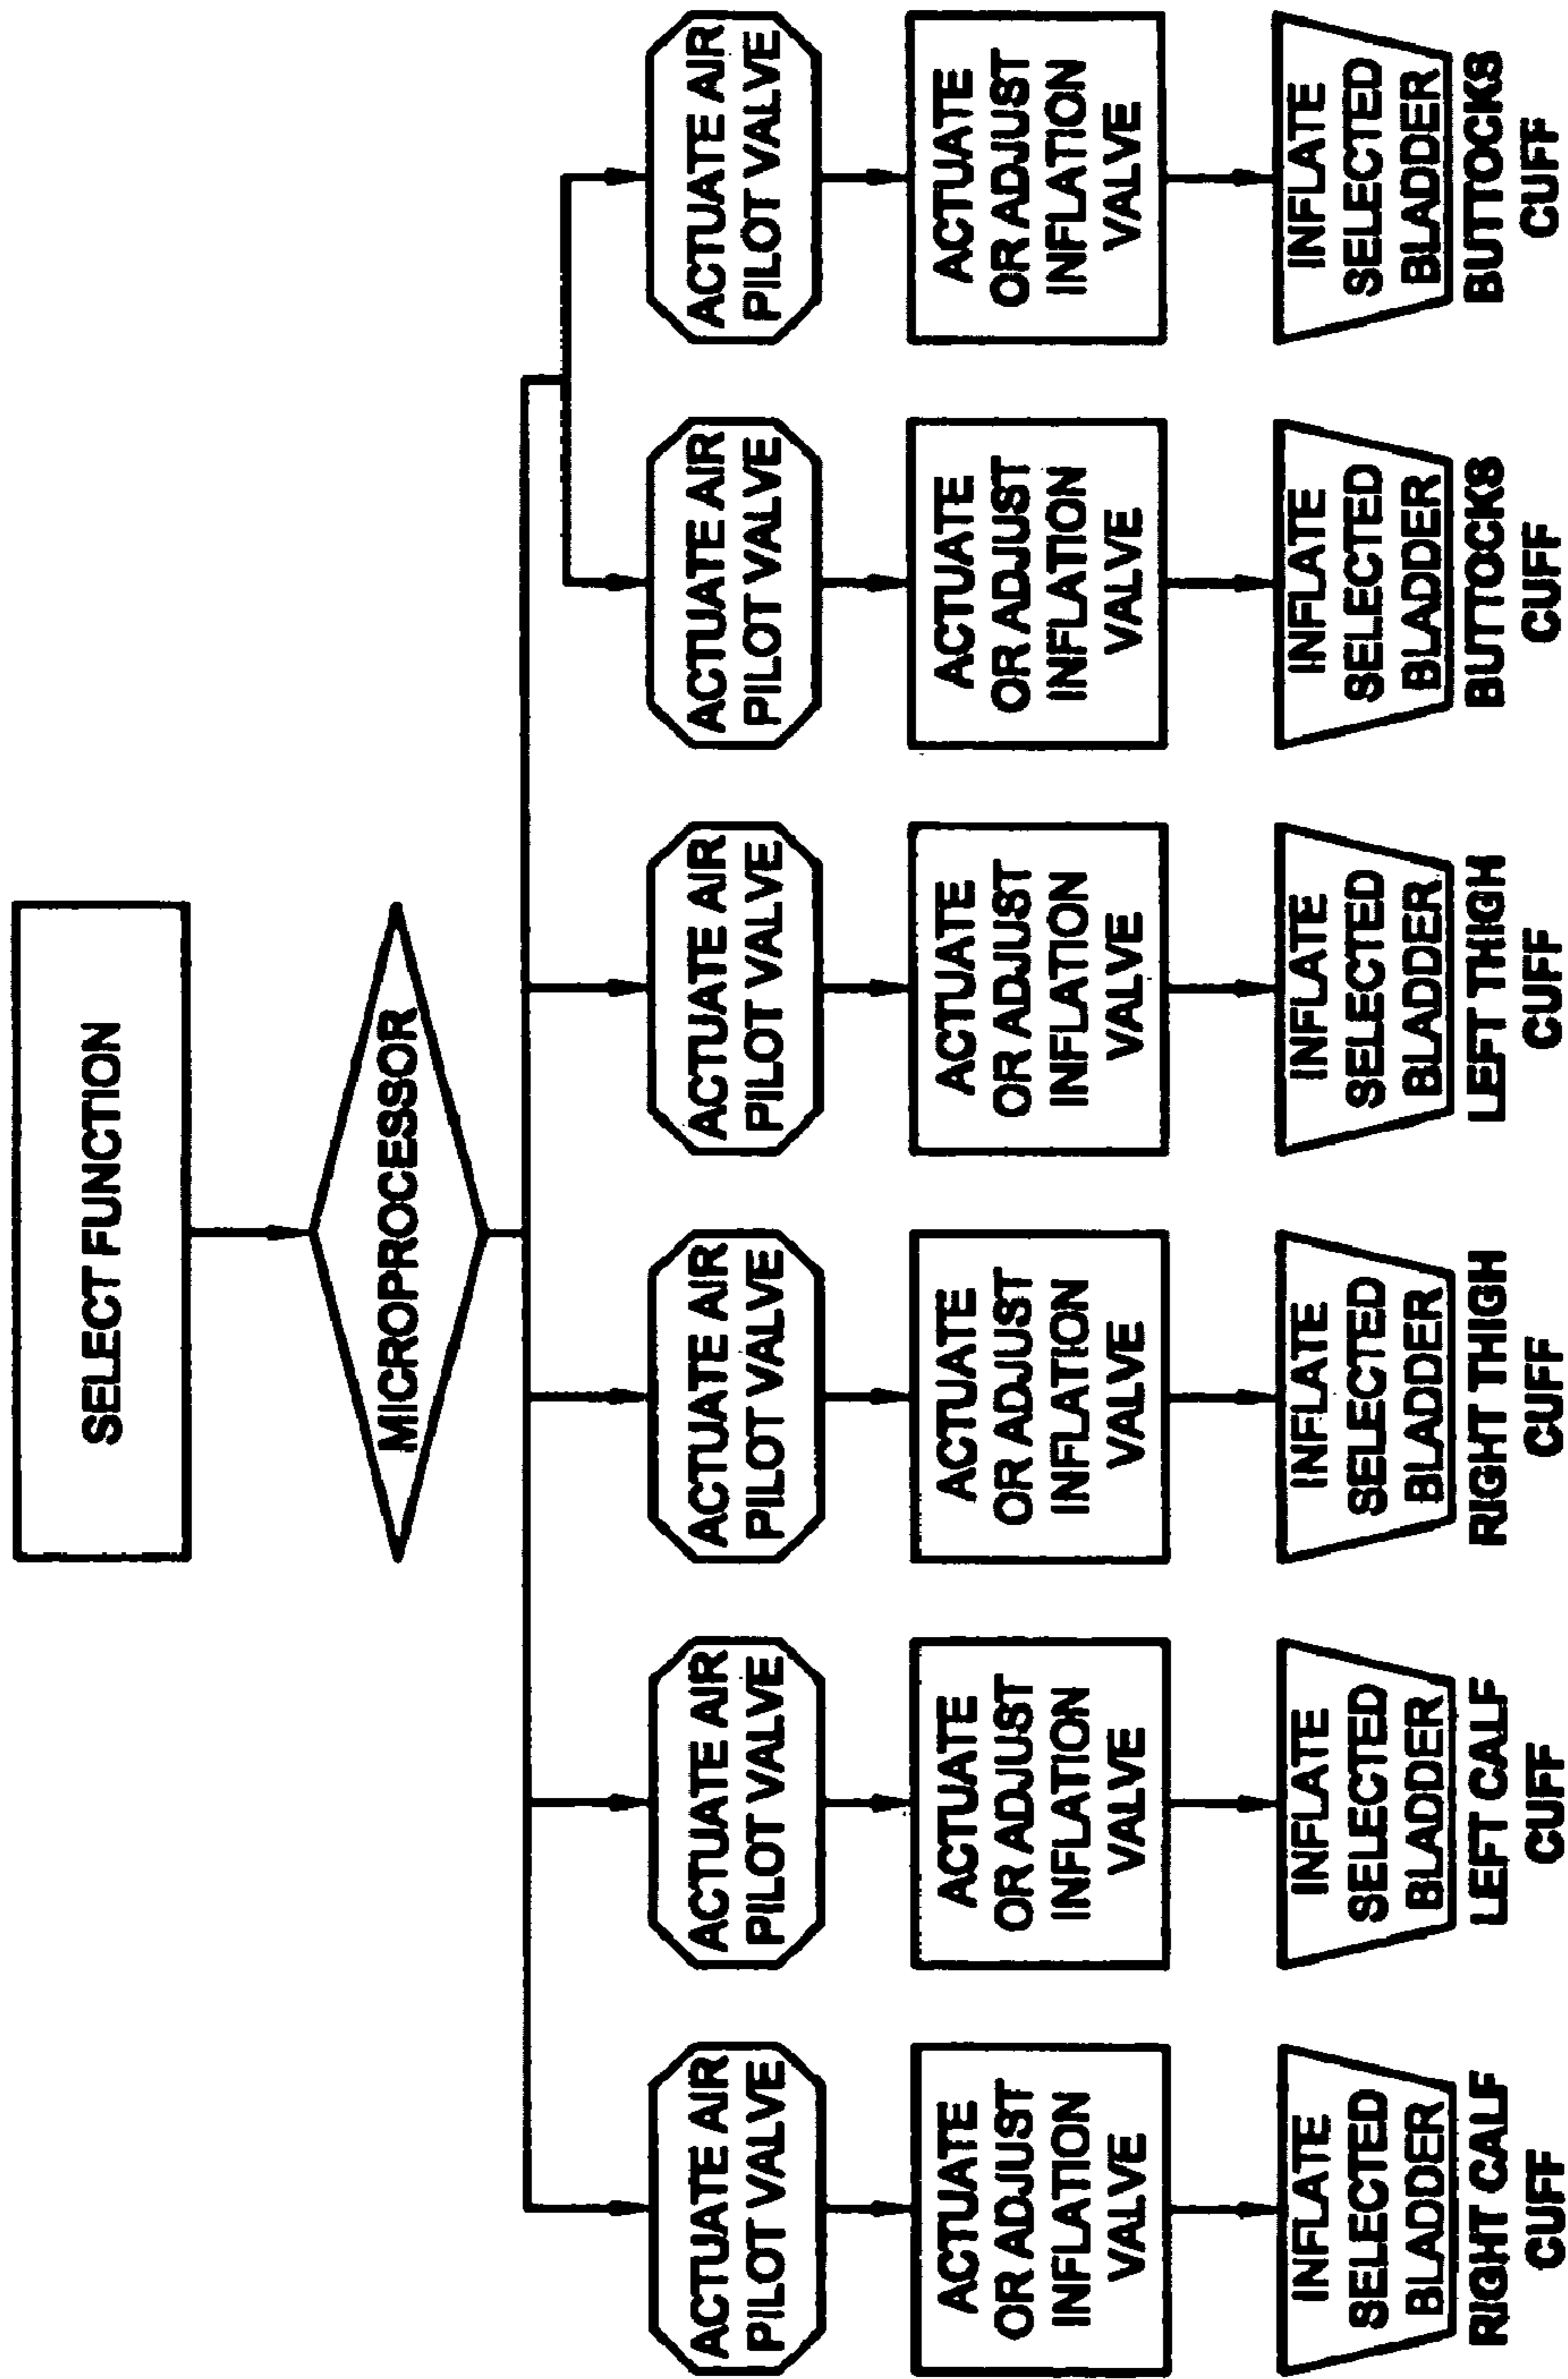 SELECT FUNCTION
MICROPROCESSOR
ACTUATE AIR
PILOT VALVE
ACTUATE
OR ADJUST
INFLATION
VALVE
INFLATE
SELECTED
BLADDER
RIGHT CALF
CUFF
ACTUATE AIR
PILOT VALVE
ACTUATE
OR ADJUST
INFLATION
VALVE
INFLATE
SELECTED
BLADDER
LEFT CALF
CUFF
ACTUATE AIR
PILOT VALVE
ACTUATE
OR ADJUST
INFLATION
VALVE
INFLATE
SELECTED
BLADDER
RIGHT THIGH
CUFF
ACTUATE AIR
PILOT VALVE
ACTUATE
OR ADJUST
INFLATION
VALVE
INFLATE
SELECTED
BLADDER
LEFT THIGH
CUFF
ACTUATE AIR
PILOT VALVE
ACTUATE
OR ADJUST
INFLATION
VALVE
INFLATE
SELECTED
BLADDER
BUTTOCKS
CUFF
ACTUATE AIR
PILOT VALVE
ACTUATE
OR ADJUST
INFLATION
VALVE
INFLATE
SELECTED
BLADDER
BUTTOCKS
CUFF